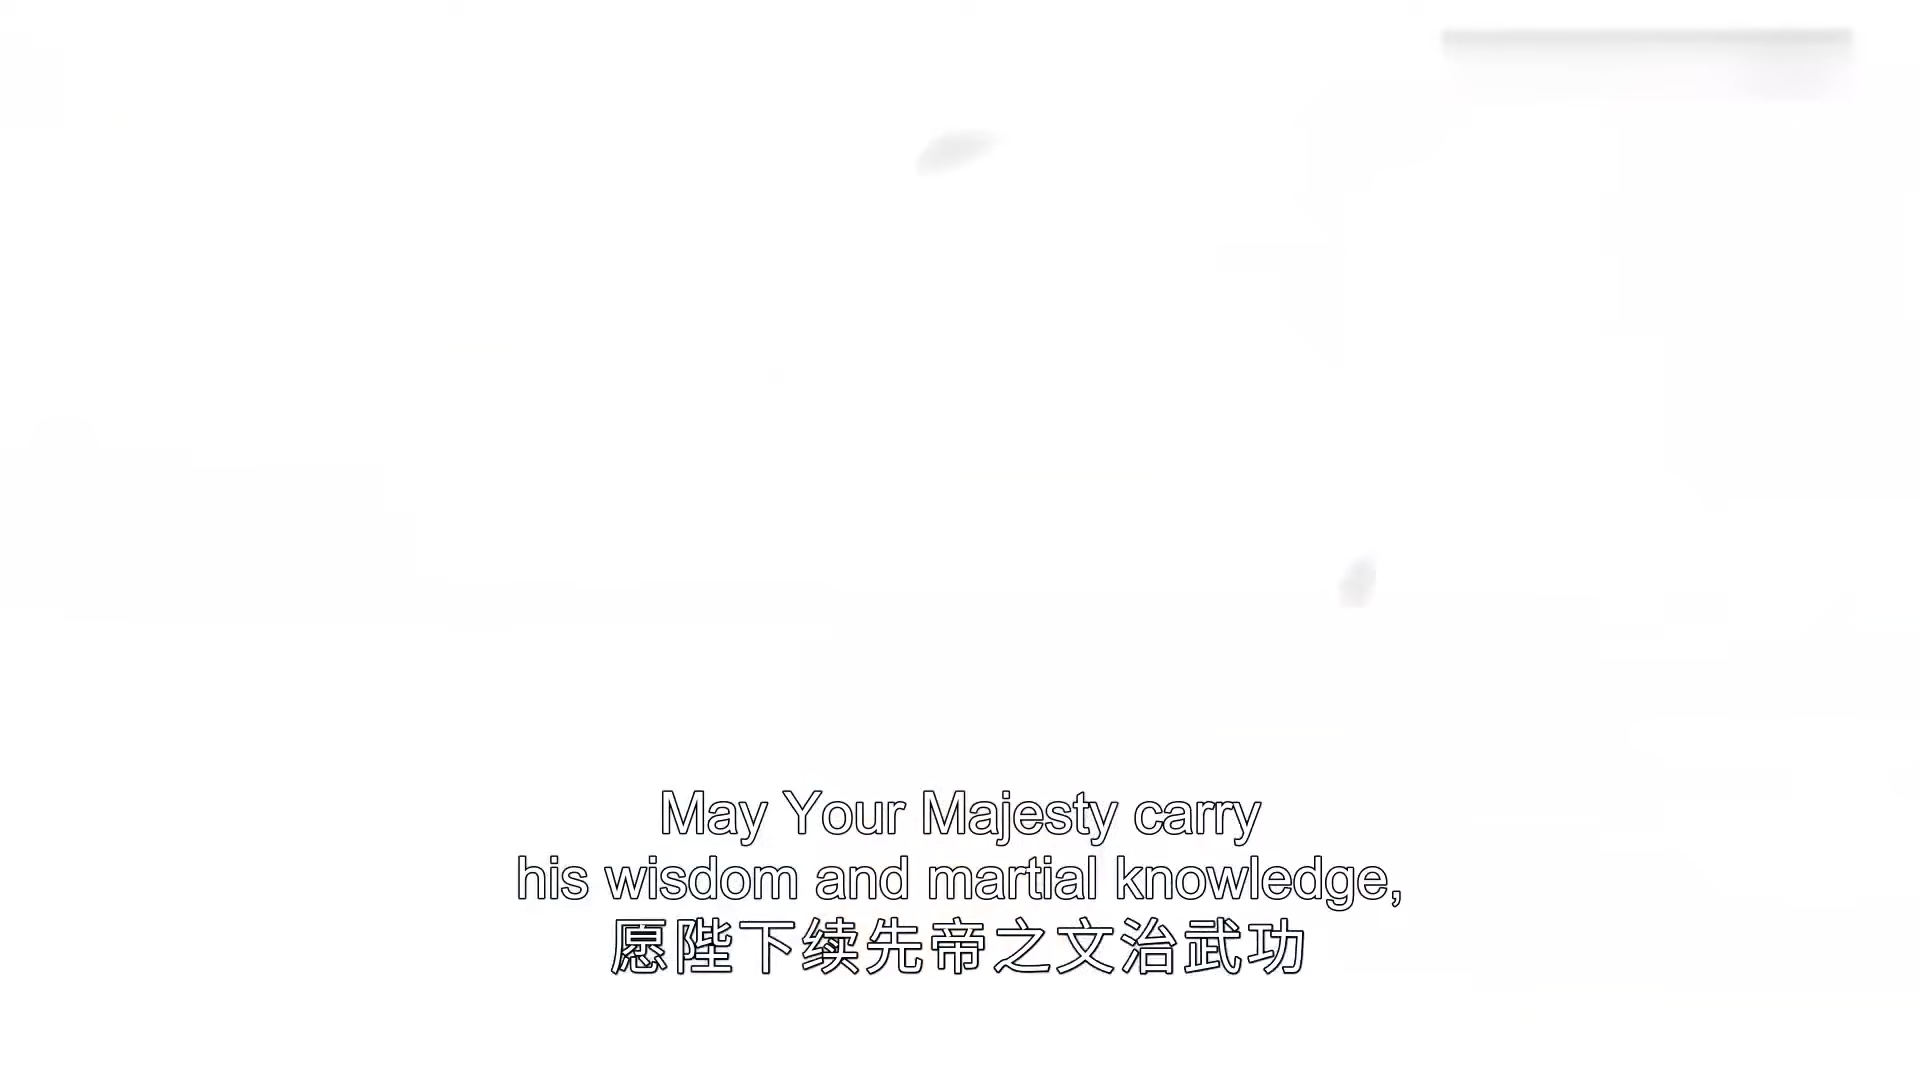 May Your Majesty carry
his wisdom and martial knowledge,
愿陛下续先帝之文治武功